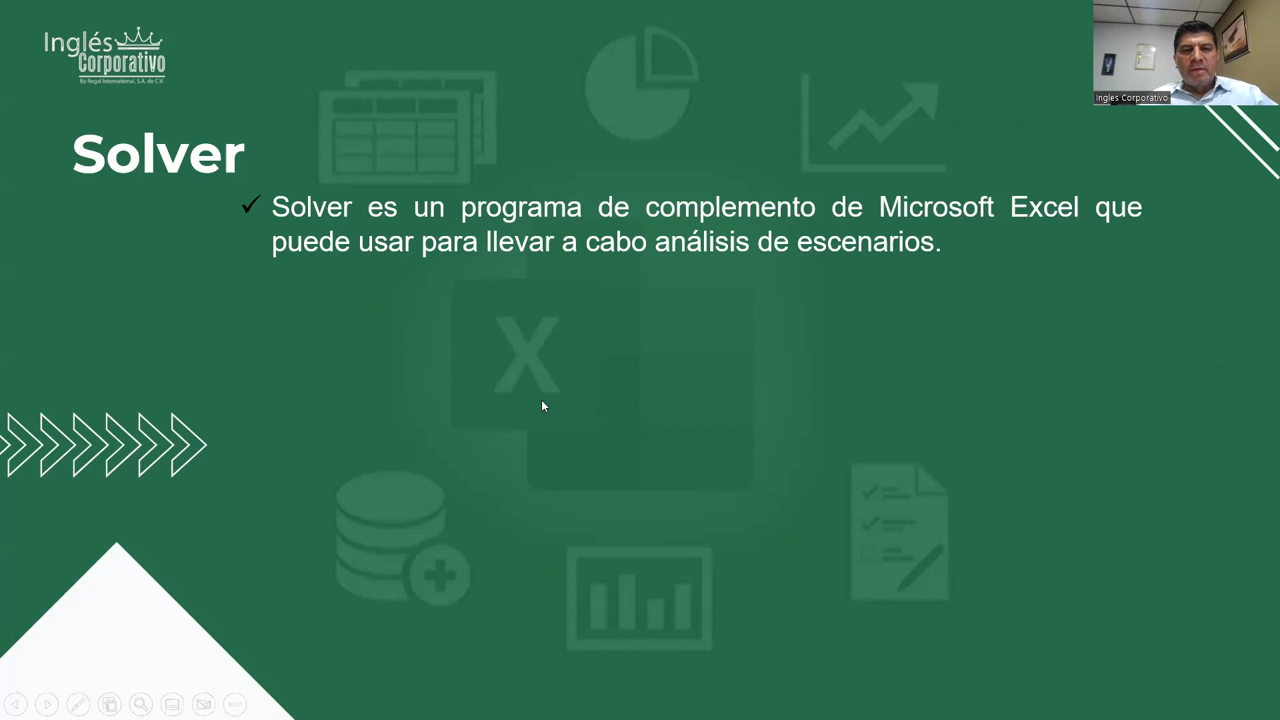 Inglés
Corporativo
By Regal International, S.A. de C.V.
Ingles Corporativo
Solver
✓ Solver es un programa de complemento de Microsoft Excel que
puede usar para llevar a cabo análisis de escenarios.
X